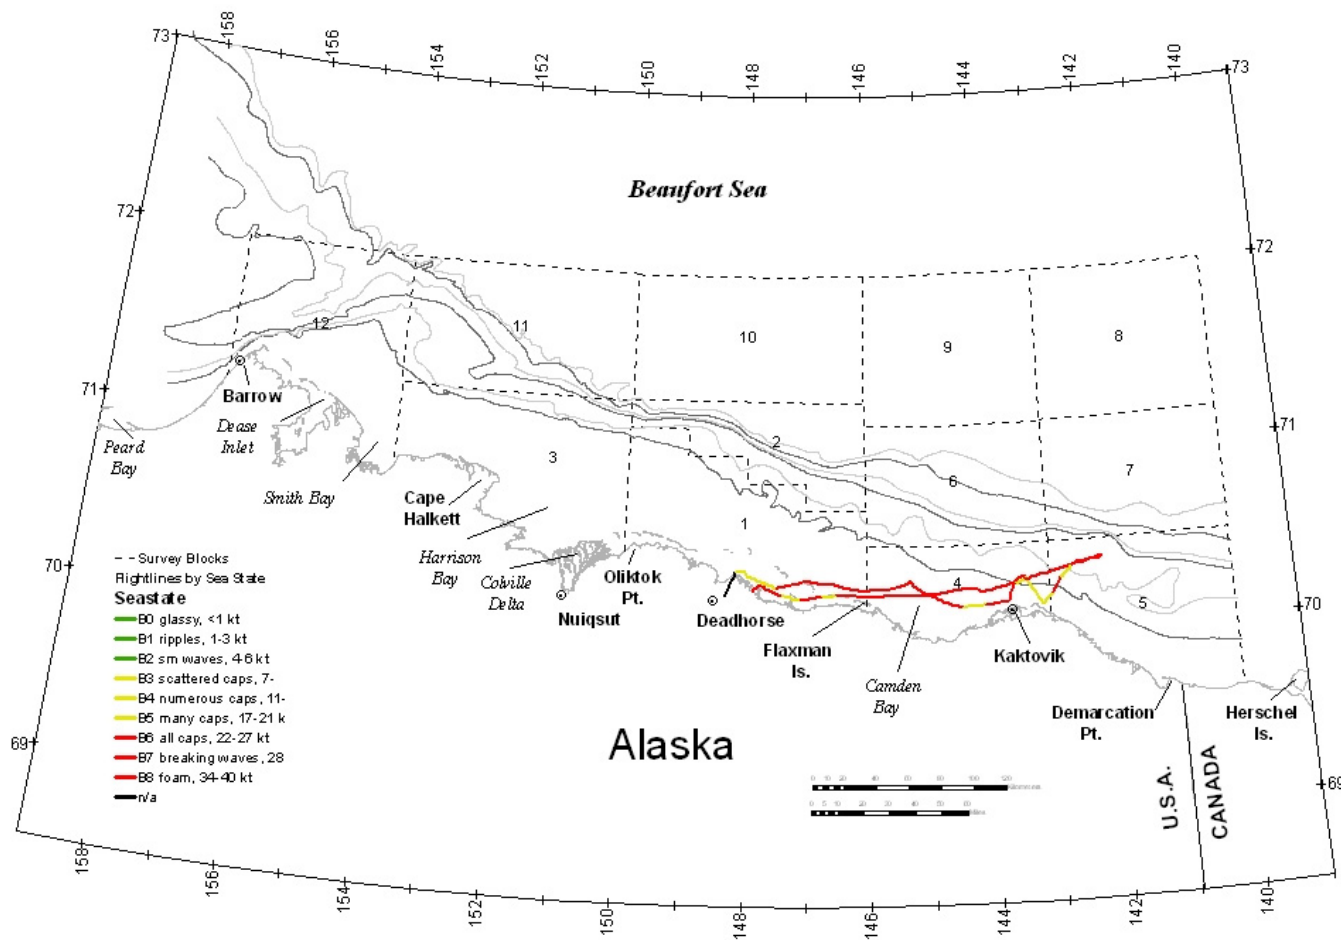 158
156
154
152
150
148
146
144
142
140
73
73
72
72
Beaufort Sea
12
11
10
9
8
71
71
Barrow
Dease
Inlet
Peard
Bay
Smith Bay
3
2
6
7
Cape
Halkett
Harrison
Bay
Colville
Delta
1
4
5
70
70
Oliktok
Pt.
Nuiqsut
Deadhorse
Flaxman
Is.
Camden
Bay
Kaktovik
Demarcation
Pt.
Herschel
Is.
Survey Blocks
Flightlines by Sea State
Seastate
B0 glassy, <1 kt
B1 ripples, 1-3 kt
B2 sm waves, 4-6 kt
B3 scattered caps, 7-
B4 numerous caps, 11-
B5 many caps, 17-21 k
B6 all caps, 22-27 kt
B7 breaking waves, 28
B8 foam, 34-40 kt
n/a
Alaska
U.S.A.
CANADA
69
69
158
156
154
152
150
148
146
144
142
140